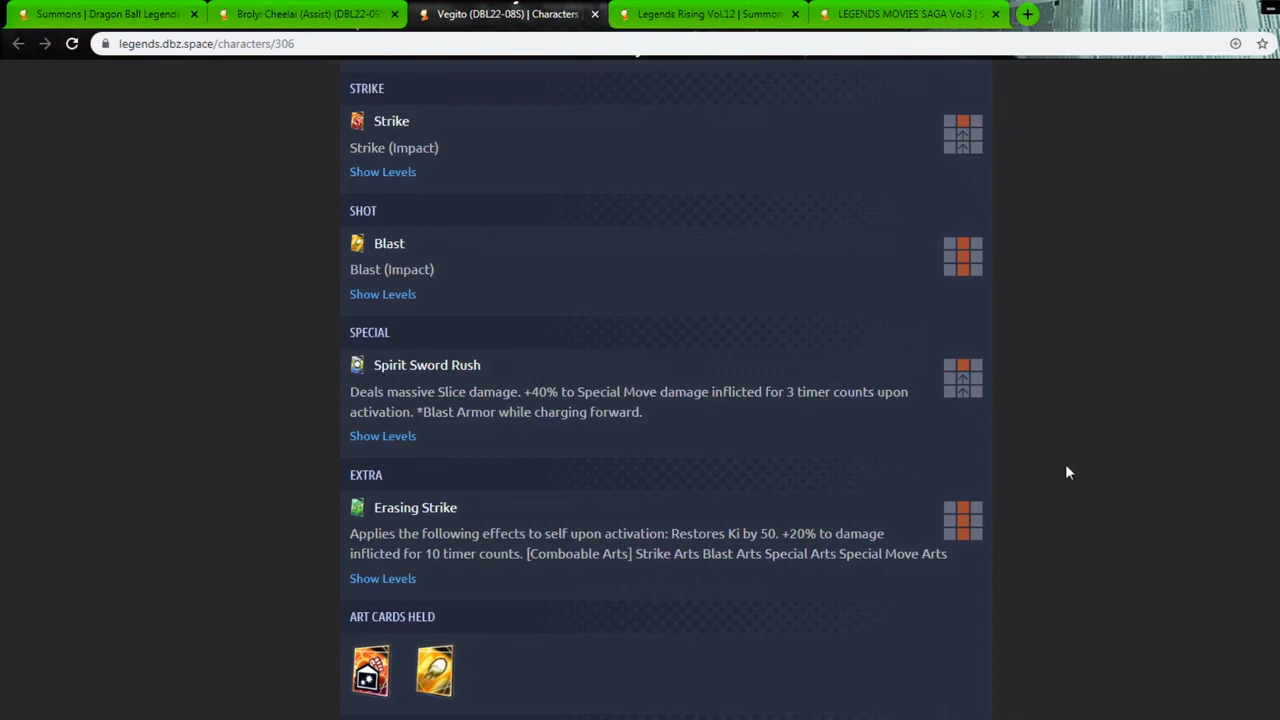 Summons | Dragon Ball Legends
Broly: Cheelai (Assist) (DBL22-09
Vegito (DBL22-08S) | Characters
Legends Rising Vol.12 | Summon
LEGENDS MOVIES SAGA Vol.3 | S
legends.dbz.space/characters/306
STRIKE
Strike
Strike (Impact)
Show Levels
SHOT
Blast
Blast (Impact)
Show Levels
SPECIAL
Spirit Sword Rush
Deals massive Slice damage. +40% to Special Move damage inflicted for 3 timer counts upon
activation. *Blast Armor while charging forward.
Show Levels
EXTRA
Erasing Strike
Applies the following effects to self upon activation: Restores Ki by 50. +20% to damage
inflicted for 10 timer counts. [Comboable Arts] Strike Arts Blast Arts Special Arts Special Move Arts
Show Levels
ART CARDS HELD